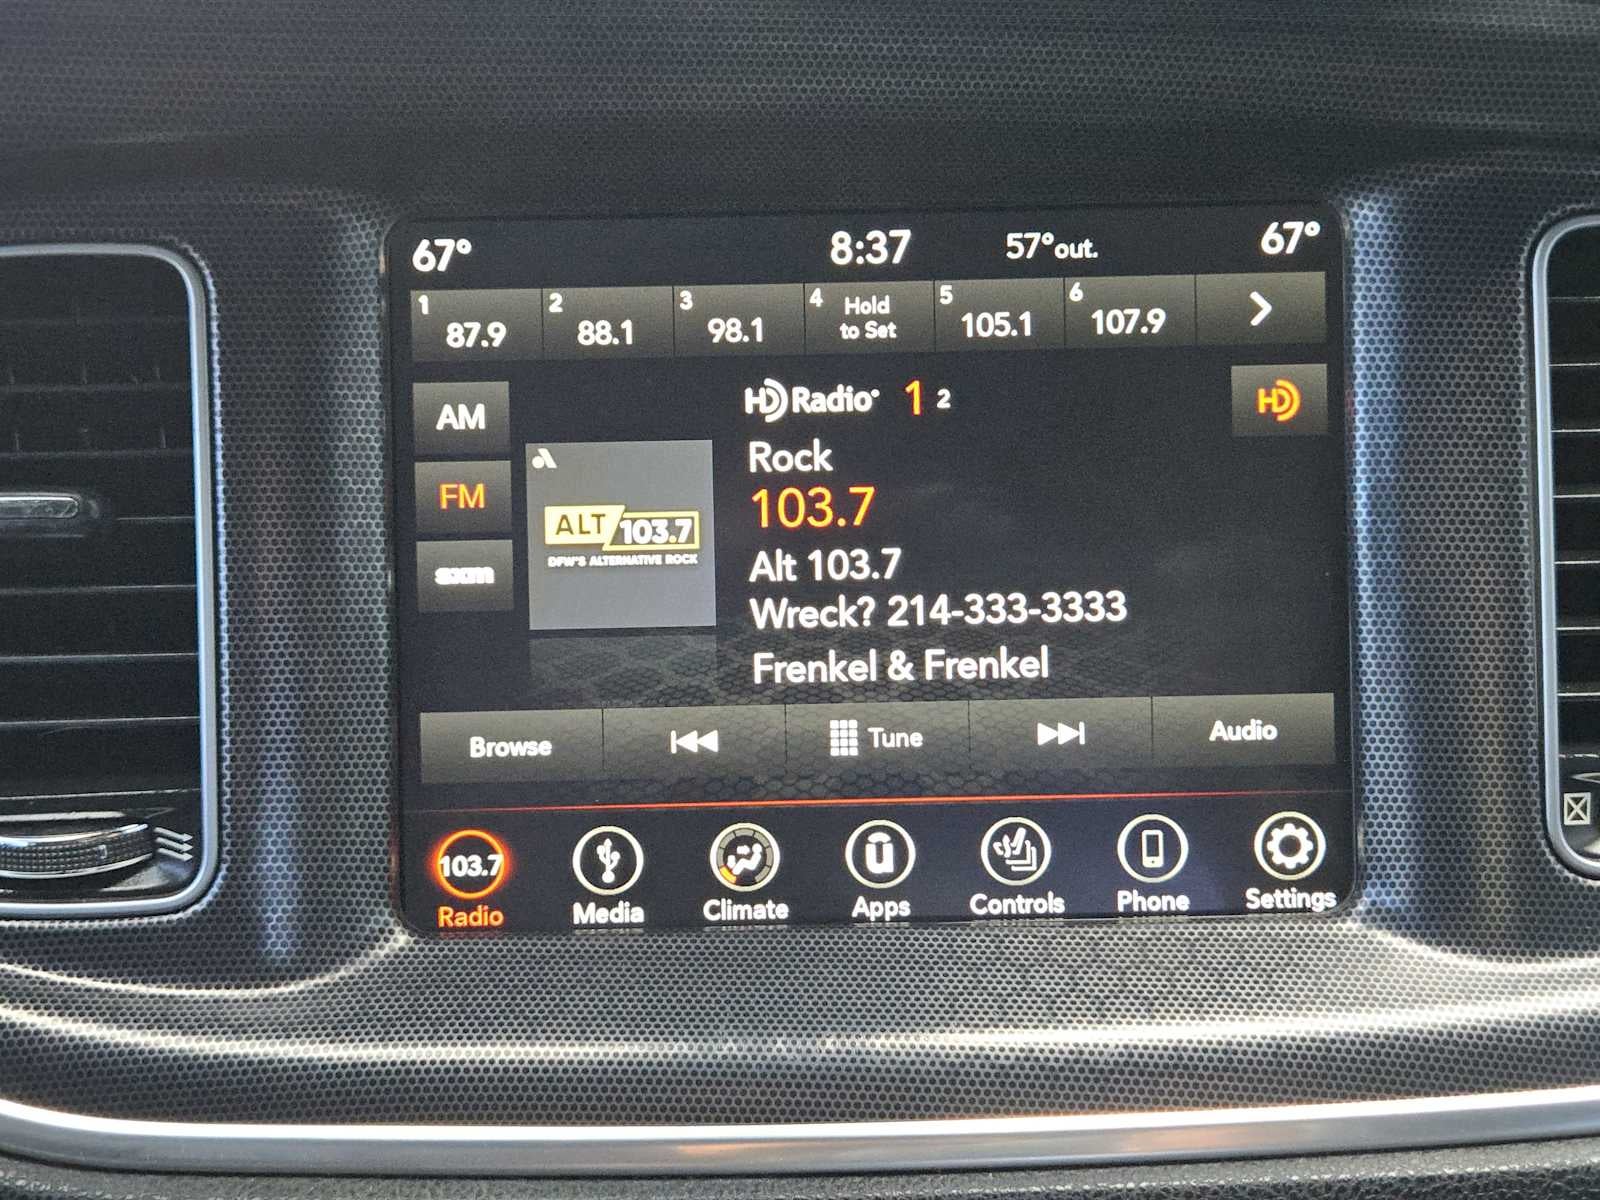 67° 8:37 57°out. 67°
1 87.9 2 88.1 3 98.1 4 Hold to Set 5 105.1 6 107.9
HD Radio 1 2 HD
AM
FM
sxm
ALT 103.7
DFW'S ALTERNATIVE ROCK
Rock
103.7
Alt 103.7
Wreck? 214-333-3333
Frenkel & Frenkel
Browse Tune Audio
103.7
Radio Media Climate Apps Controls Phone Settings